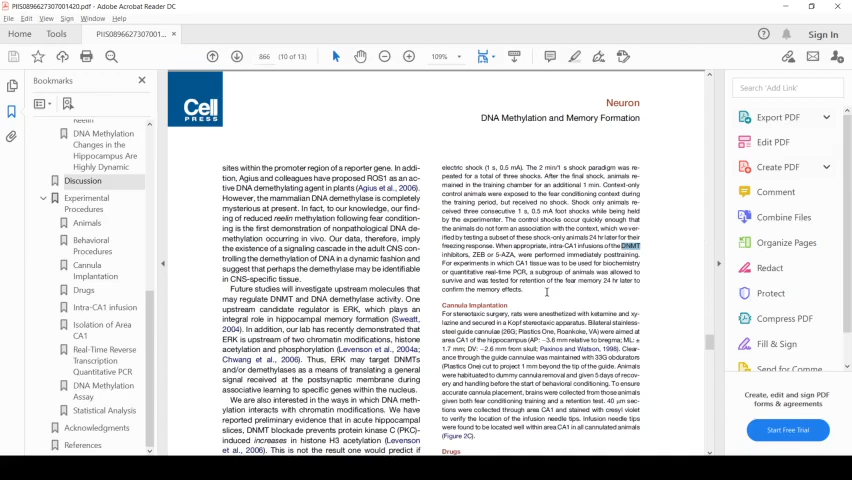 PIIS0896627307001420.pdf - Adobe Acrobat Reader DC
File Edit View Sign Window Help
Home Tools PIIS0896627307001... ×
Sign In
866 (10 of 13) 109%
Bookmarks
Reelin
DNA Methylation
Changes in the
Hippocampus Are
Highly Dynamic
Discussion
Experimental
Procedures
Animals
Behavioral
Procedures
Cannula
Implantation
Drugs
Intra-CA1 infusion
Isolation of Area
CA1
Real-Time Reverse
Transcription
Quantitative PCR
DNA Methylation
Assay
Statistical Analysis
Acknowledgments
References
Cell
PRESS
Neuron
DNA Methylation and Memory Formation
sites within the promoter region of a reporter gene. In addi-
tion, Agius and colleagues have proposed ROS1 as an ac-
tive DNA demethylating agent in plants (Agius et al., 2006).
However, the mammalian DNA demethylase is completely
mysterious at present. In fact, to our knowledge, our find-
ing of reduced reelin methylation following fear condition-
ing is the first demonstration of nonpathological DNA de-
methylation occurring in vivo. Our data, therefore, imply
the existence of a signaling cascade in the adult CNS con-
trolling the demethylation of DNA in a dynamic fashion and
suggest that perhaps the demethylase may be identifiable
in CNS-specific tissue.
Future studies will investigate upstream molecules that
may regulate DNMT and DNA demethylase activity. One
upstream candidate regulator is ERK, which plays an
integral role in hippocampal memory formation (Sweatt,
2004). In addition, our lab has recently demonstrated that
ERK is upstream of two chromatin modifications, histone
acetylation and phosphorylation (Levenson et al., 2004a;
Chwang et al., 2006). Thus, ERK may target DNMTs
and/or demethylases as a means of translating a general
signal received at the postsynaptic membrane during
associative learning to specific genes within the nucleus.
We are also interested in the ways in which DNA meth-
ylation interacts with chromatin modifications. We have
reported preliminary evidence that in acute hippocampal
slices, DNMT blockade prevents protein kinase C (PKC)-
induced increases in histone H3 acetylation (Levenson
et al., 2006). This is not the result one would predict if
electric shock (1 s, 0.5 mA). The 2 min/1 s shock paradigm was re-
peated for a total of three shocks. After the final shock, animals re-
mained in the training chamber for an additional 1 min. Context-only
control animals were exposed to the fear conditioning context during
the training period, but received no shock. Shock only animals re-
ceived three consecutive 1 s, 0.5 mA foot shocks while being held
by the experimenter. The control shocks occur quickly enough that
the animals do not form an association with the context, which we ver-
ified by testing a subset of these shock-only animals 24 hr later for their
freezing response. When appropriate, intra-CA1 infusions of the DNMT
inhibitors, ZEB or 5-AZA, were performed immediately posttraining.
For experiments in which CA1 tissue was to be used for biochemistry
or quantitative real-time PCR, a subgroup of animals was allowed to
survive and was tested for retention of the fear memory 24 hr later to
confirm the memory effects.
Cannula Implantation
For stereotaxic surgery, rats were anesthetized with ketamine and xy-
lazine and secured in a Kopf stereotaxic apparatus. Bilateral stainless-
steel guide cannulae (26G; Plastics One, Roanoke, VA) were aimed at
area CA1 of the hippocampus (AP: −3.6 mm relative to bregma; ML: ±
1.7 mm; DV: −2.6 mm from skull; Paxinos and Watson, 1998). Clear-
ance through the guide cannulae was maintained with 33G obdurators
(Plastics One) cut to project 1 mm beyond the tip of the guide. Animals
were habituated to dummy cannula removal and given 5 days of recov-
ery and handling before the start of behavioral conditioning. To ensure
accurate cannula placement, brains were collected from those animals
given both fear conditioning training and a retention test. 40 μm sec-
tions were collected through area CA1 and stained with cresyl violet
to verify the location of the infusion needle tips. Infusion needle tips
were found to be located well within area CA1 in all cannulated animals
(Figure 2C).
Drugs
Search 'Add Link'
Export PDF
Edit PDF
Create PDF
Comment
Combine Files
Organize Pages
Redact
Protect
Compress PDF
Fill & Sign
Send for Comme
Create, edit and sign PDF
forms & agreements
Start Free Trial